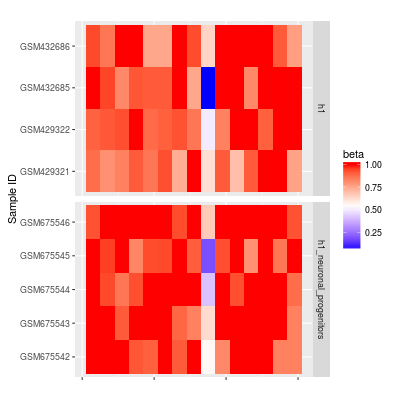 Sample ID
GSM432686
GSM432685
GSM429322
GSM429321
h1
GSM675546
GSM675545
GSM675544
GSM675543
GSM675542
h1_neuronal_progenitors
beta
1.00
0.75
0.50
0.25